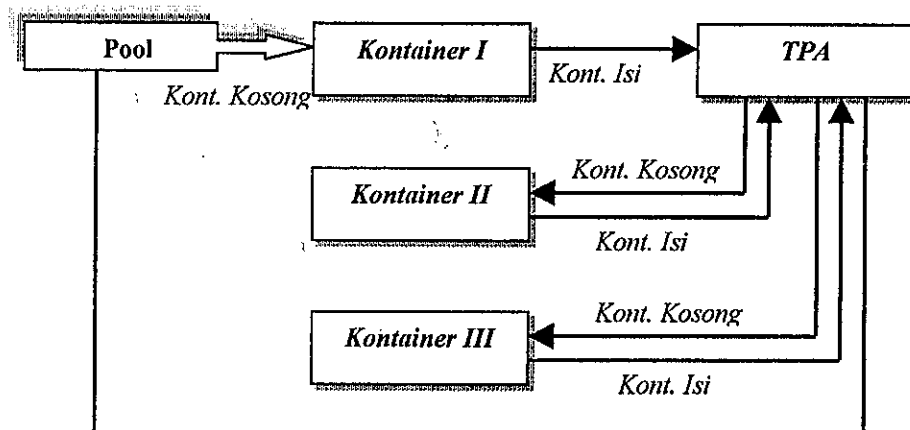 Pool
Kontainer I
TPA
Kont. Isi
Kont. Kosong
Kont. Kosong
Kontainer II
Kont. Isi
Kont. Kosong
Kontainer III
Kont. Isi